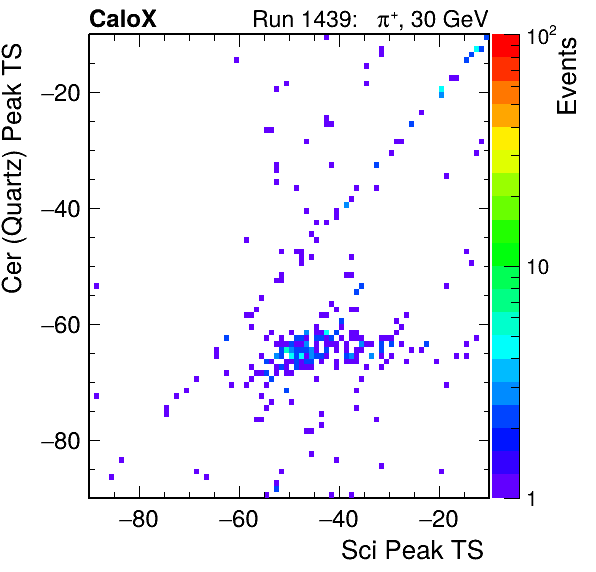 CaloX Run 1439: π⁺, 30 GeV
Cer (Quartz) Peak TS
−20
−40
−60
−80
−80 −60 −40 −20
Sci Peak TS
10²
10
1
Events